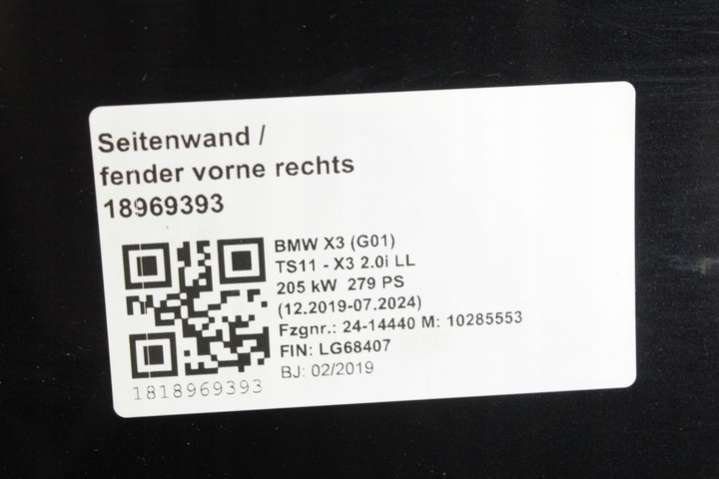 Seitenwand /
fender vorne rechts
18969393
BMW X3 (G01)
TS11 - X3 2.0i LL
205 kW 279 PS
(12.2019-07.2024)
Fzgnr.: 24-14440 M: 10285553
FIN: LG68407
BJ: 02/2019
1818969393